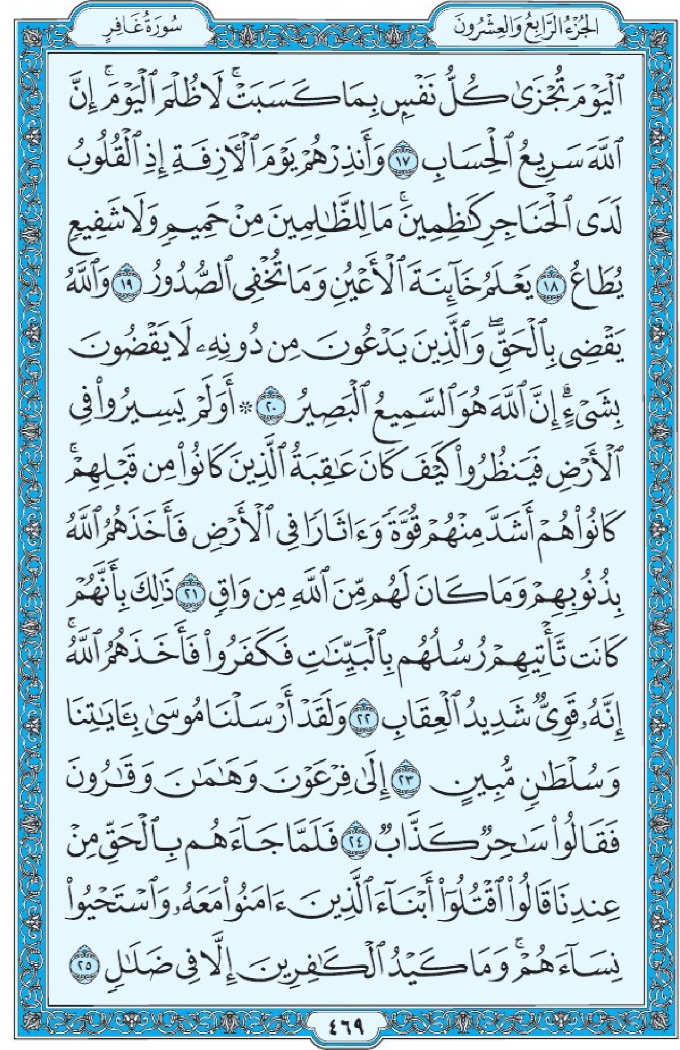 الجزء الرابع والعشرون
سورة غافر
ٱلْيَوْمَ تُجْزَىٰ كُلُّ نَفْسٍۭ بِمَا كَسَبَتْۚ لَا ظُلْمَ ٱلْيَوْمَۚ إِنَّ
ٱللَّهَ سَرِيعُ ٱلْحِسَابِ ١٧ وَأَنذِرْهُمْ يَوْمَ ٱلْأَزِفَةِ إِذِ ٱلْقُلُوبُ
لَدَى ٱلْحَنَاجِرِ كَٰظِمِينَۚ مَا لِلظَّٰلِمِينَ مِنْ حَمِيمٍ وَلَا شَفِيعٍ
يُطَاعُ ١٨ يَعْلَمُ خَآئِنَةَ ٱلْأَعْيُنِ وَمَا تُخْفِى ٱلصُّدُورُ ١٩ وَٱللَّهُ
يَقْضِى بِٱلْحَقِّۖ وَٱلَّذِينَ يَدْعُونَ مِن دُونِهِۦ لَا يَقْضُونَ
بِشَىْءٍۗ إِنَّ ٱللَّهَ هُوَ ٱلسَّمِيعُ ٱلْبَصِيرُ ٢٠ * أَوَلَمْ يَسِيرُوا۟ فِى
ٱلْأَرْضِ فَيَنظُرُوا۟ كَيْفَ كَانَ عَٰقِبَةُ ٱلَّذِينَ كَانُوا۟ مِن قَبْلِهِمْۚ
كَانُوا۟ هُمْ أَشَدَّ مِنْهُمْ قُوَّةً وَءَاثَارًا فِى ٱلْأَرْضِ فَأَخَذَهُمُ ٱللَّهُ
بِذُنُوبِهِمْ وَمَا كَانَ لَهُم مِّنَ ٱللَّهِ مِن وَاقٍ ٢١ ذَٰلِكَ بِأَنَّهُمْ
كَانَت تَّأْتِيهِمْ رُسُلُهُم بِٱلْبَيِّنَٰتِ فَكَفَرُوا۟ فَأَخَذَهُمُ ٱللَّهُۚ
إِنَّهُۥ قَوِىٌّ شَدِيدُ ٱلْعِقَابِ ٢٢ وَلَقَدْ أَرْسَلْنَا مُوسَىٰ بِـَٔايَٰتِنَا
وَسُلْطَٰنٍ مُّبِينٍ ٢٣ إِلَىٰ فِرْعَوْنَ وَهَٰمَٰنَ وَقَٰرُونَ
فَقَالُوا۟ سَٰحِرٌ كَذَّابٌ ٢٤ فَلَمَّا جَآءَهُم بِٱلْحَقِّ مِنْ
عِندِنَا قَالُوا۟ ٱقْتُلُوٓا۟ أَبْنَآءَ ٱلَّذِينَ ءَامَنُوا۟ مَعَهُۥ وَٱسْتَحْيُوا۟
نِسَآءَهُمْۚ وَمَا كَيْدُ ٱلْكَٰفِرِينَ إِلَّا فِى ضَلَٰلٍ ٢٥
٤٦٩